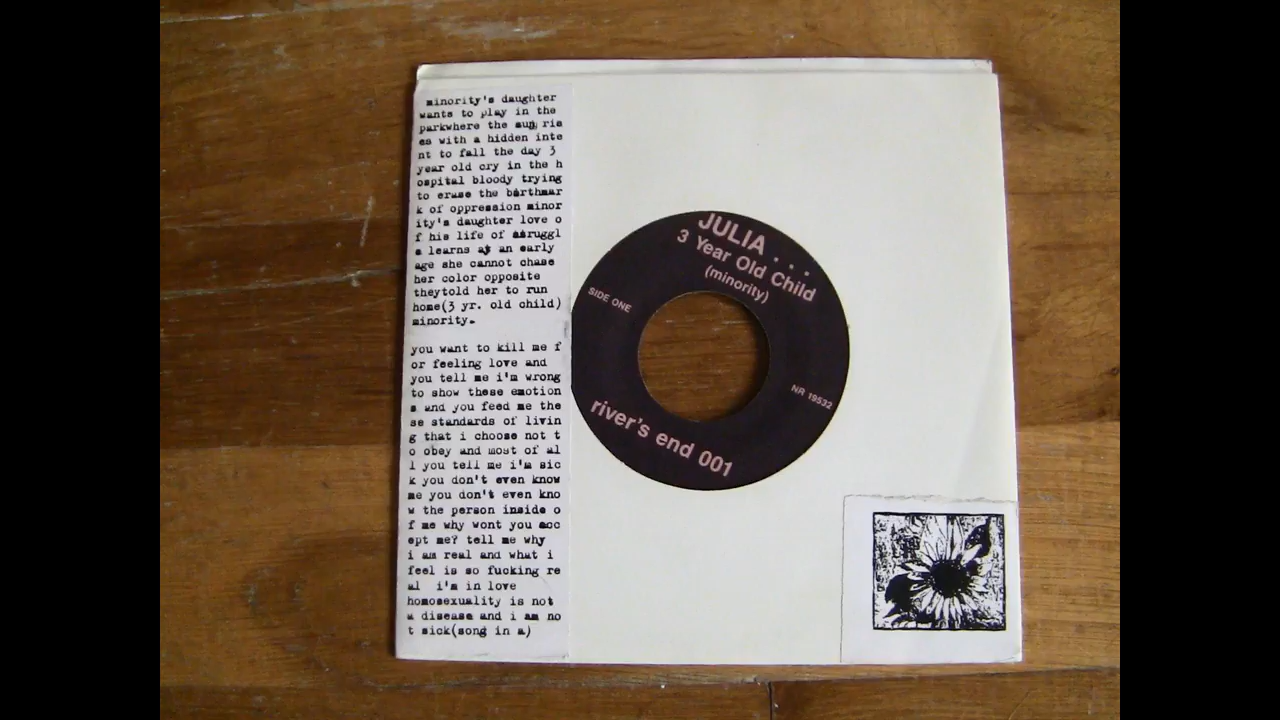 minority's daughter
wants to play in the
parkwhere the sun ris
es with a hidden inte
nt to fall the day 3
year old cry in the h
ospital bloody trying
to erase the birthmar
k of oppression minor
ity's daughter love o
f his life of struggl
e learns at an early
age she cannot chase
her color opposite
theytold her to run
home(3 yr. old child)
minority.
you want to kill me f
or feeling love and
you tell me i'm wrong
to show these emotion
s and you feed me the
se standards of livin
g that i choose not t
o obey and most of al
l you tell me i'm sic
k you don't even know
me you don't even kno
w the person inside o
f me why wont you acc
ept me? tell me why
i am real and what i
feel is so fucking re
al i'm in love
homosexuality is not
a disease and i am no
t sick(song in a)
JULIA...
3 Year Old Child
(minority)
SIDE ONE
NR 19532
river's end 001